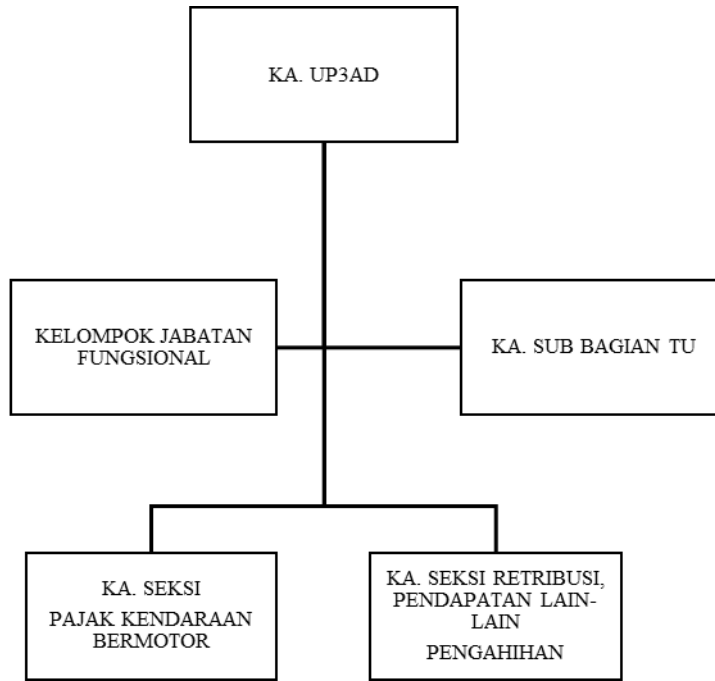 KA. UP3AD
KELOMPOK JABATAN
FUNGSIONAL
KA. SUB BAGIAN TU
KA. SEKSI
PAJAK KENDARAAN
BERMOTOR
KA. SEKSI RETRIBUSI,
PENDAPATAN LAIN-
LAIN
PENGAHIHAN